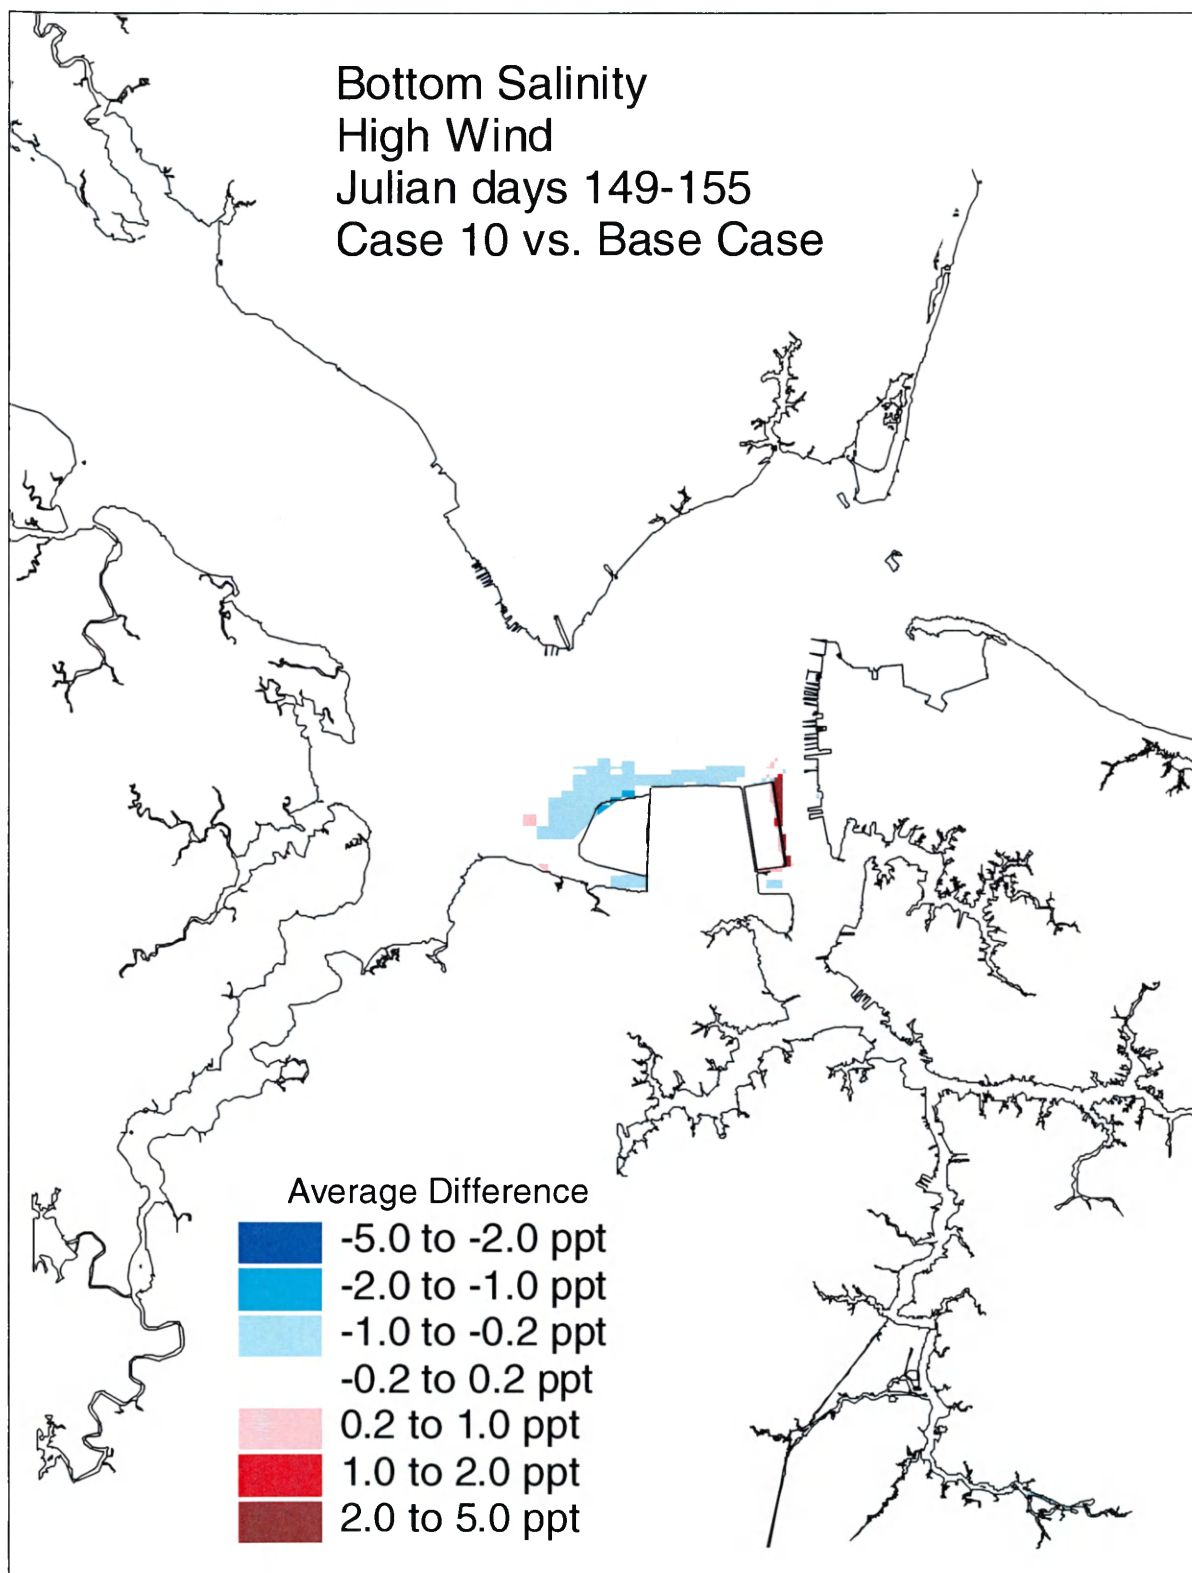 Bottom Salinity
High Wind
Julian days 149-155
Case 10 vs. Base Case
Average Difference
-5.0 to -2.0 ppt
-2.0 to -1.0 ppt
-1.0 to -0.2 ppt
-0.2 to 0.2 ppt
0.2 to 1.0 ppt
1.0 to 2.0 ppt
2.0 to 5.0 ppt